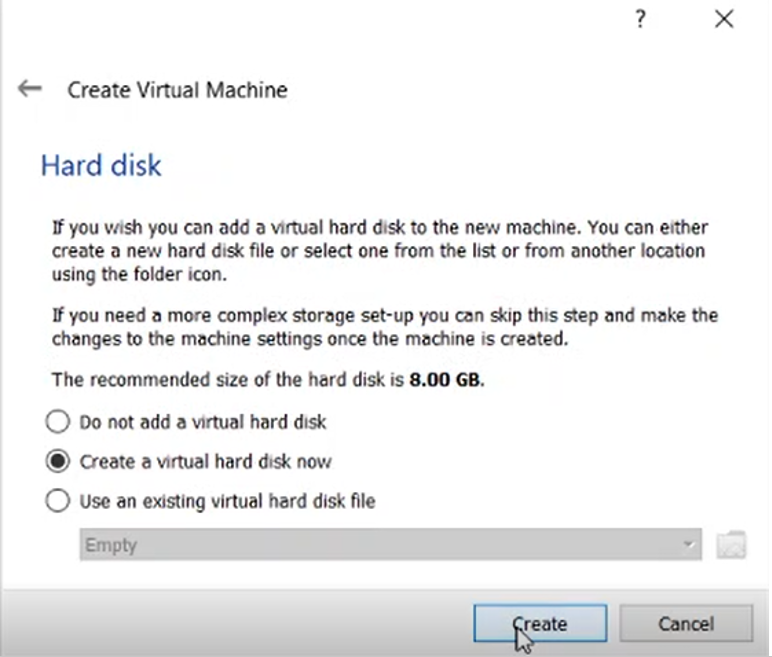 ?
Create Virtual Machine
Hard disk
If you wish you can add a virtual hard disk to the new machine. You can either
create a new hard disk file or select one from the list or from another location
using the folder icon.
If you need a more complex storage set-up you can skip this step and make the
changes to the machine settings once the machine is created.
The recommended size of the hard disk is 8.00 GB.
Do not add a virtual hard disk
Create a virtual hard disk now
Use an existing virtual hard disk file
Empty
Create
Cancel